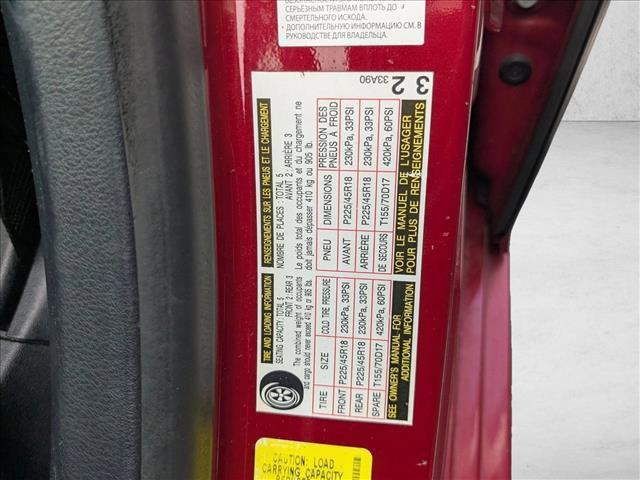 БЕЗОПАСНОСТИ,
СЕРЬЁЗНЫМ ТРАВМАМ ВПЛОТЬ ДО
СМЕРТЕЛЬНОГО ИСХОДА.
- ДОПОЛНИТЕЛЬНУЮ ИНФОРМАЦИЮ СМ. В
РУКОВОДСТВЕ ДЛЯ ВЛАДЕЛЬЦА.
TIRE AND LOADING INFORMATION
SEATING CAPACITY : TOTAL 5
FRONT 2 : REAR 3
The combined weight of occupants
and cargo should never exceed 410 kg or 905 lbs.
TIRE SIZE COLD TIRE PRESSURE
FRONT P225/45R18 230kPa, 33PSI
REAR P225/45R18 230kPa, 33PSI
SPARE T155/70D17 420kPa, 60PSI
SEE OWNER'S MANUAL FOR
ADDITIONAL INFORMATION
RENSEIGNEMENTS SUR LES PNEUS ET LE CHARGEMENT
NOMBRE DE PLACES : TOTAL 5
AVANT 2 : ARRIÈRE 3
Le poids total des occupants et du chargement ne
doit jamais dépasser 410 kg ou 905 lb.
PNEU DIMENSIONS PRESSION DES
PNEUS À FROID
AVANT P225/45R18 230kPa, 33PSI
ARRIÈRE P225/45R18 230kPa, 33PSI
DE SECOURS T155/70D17 420kPa, 60PSI
VOIR LE MANUEL DE L'USAGER
POUR PLUS DE RENSEIGNEMENTS
3 2
33A90
CAUTION: LOAD
CARRYING CAPACITY